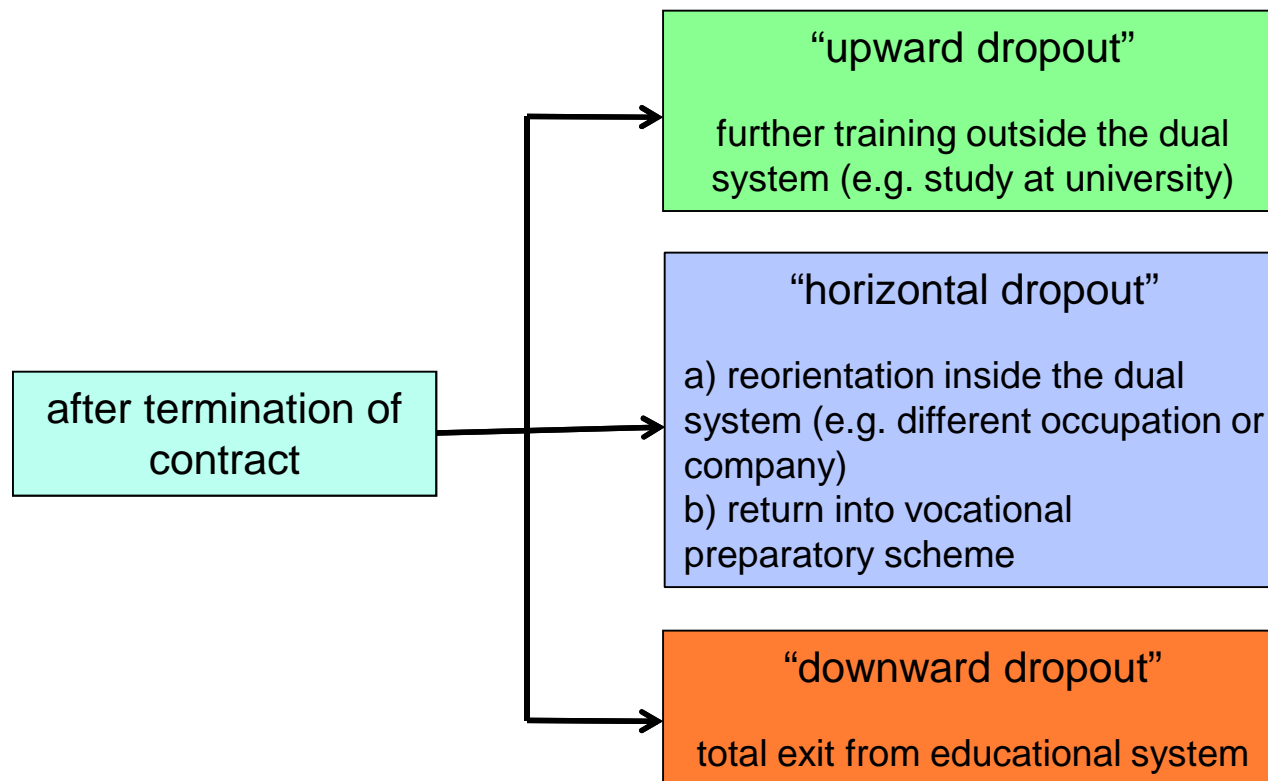 “upward dropout”
further training outside the dual
system (e.g. study at university)
after termination of
contract
“horizontal dropout”
a) reorientation inside the dual
system (e.g. different occupation or
company)
b) return into vocational
preparatory scheme
“downward dropout”
total exit from educational system